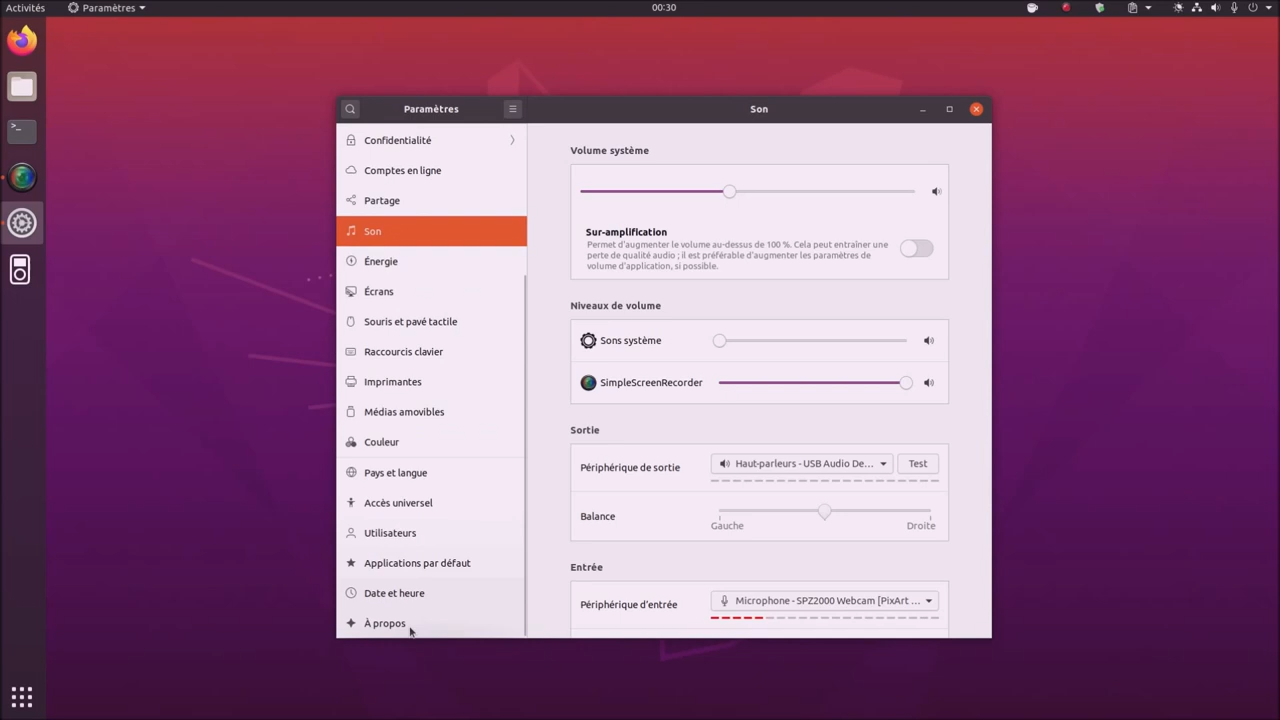 Activités
Paramètres
00:30
Paramètres
Son
Confidentialité
Comptes en ligne
Partage
Son
Énergie
Écrans
Souris et pavé tactile
Raccourcis clavier
Imprimantes
Médias amovibles
Couleur
Pays et langue
Accès universel
Utilisateurs
Applications par défaut
Date et heure
À propos
Volume système
Sur-amplification
Permet d'augmenter le volume au-dessus de 100 %. Cela peut entraîner une
perte de qualité audio ; il est préférable d'augmenter les paramètres de
volume d'application, si possible.
Niveaux de volume
Sons système
SimpleScreenRecorder
Sortie
Périphérique de sortie
Haut-parleurs - USB Audio De…
Test
Balance
Gauche
Droite
Entrée
Périphérique d'entrée
Microphone - SPZ2000 Webcam [PixArt …